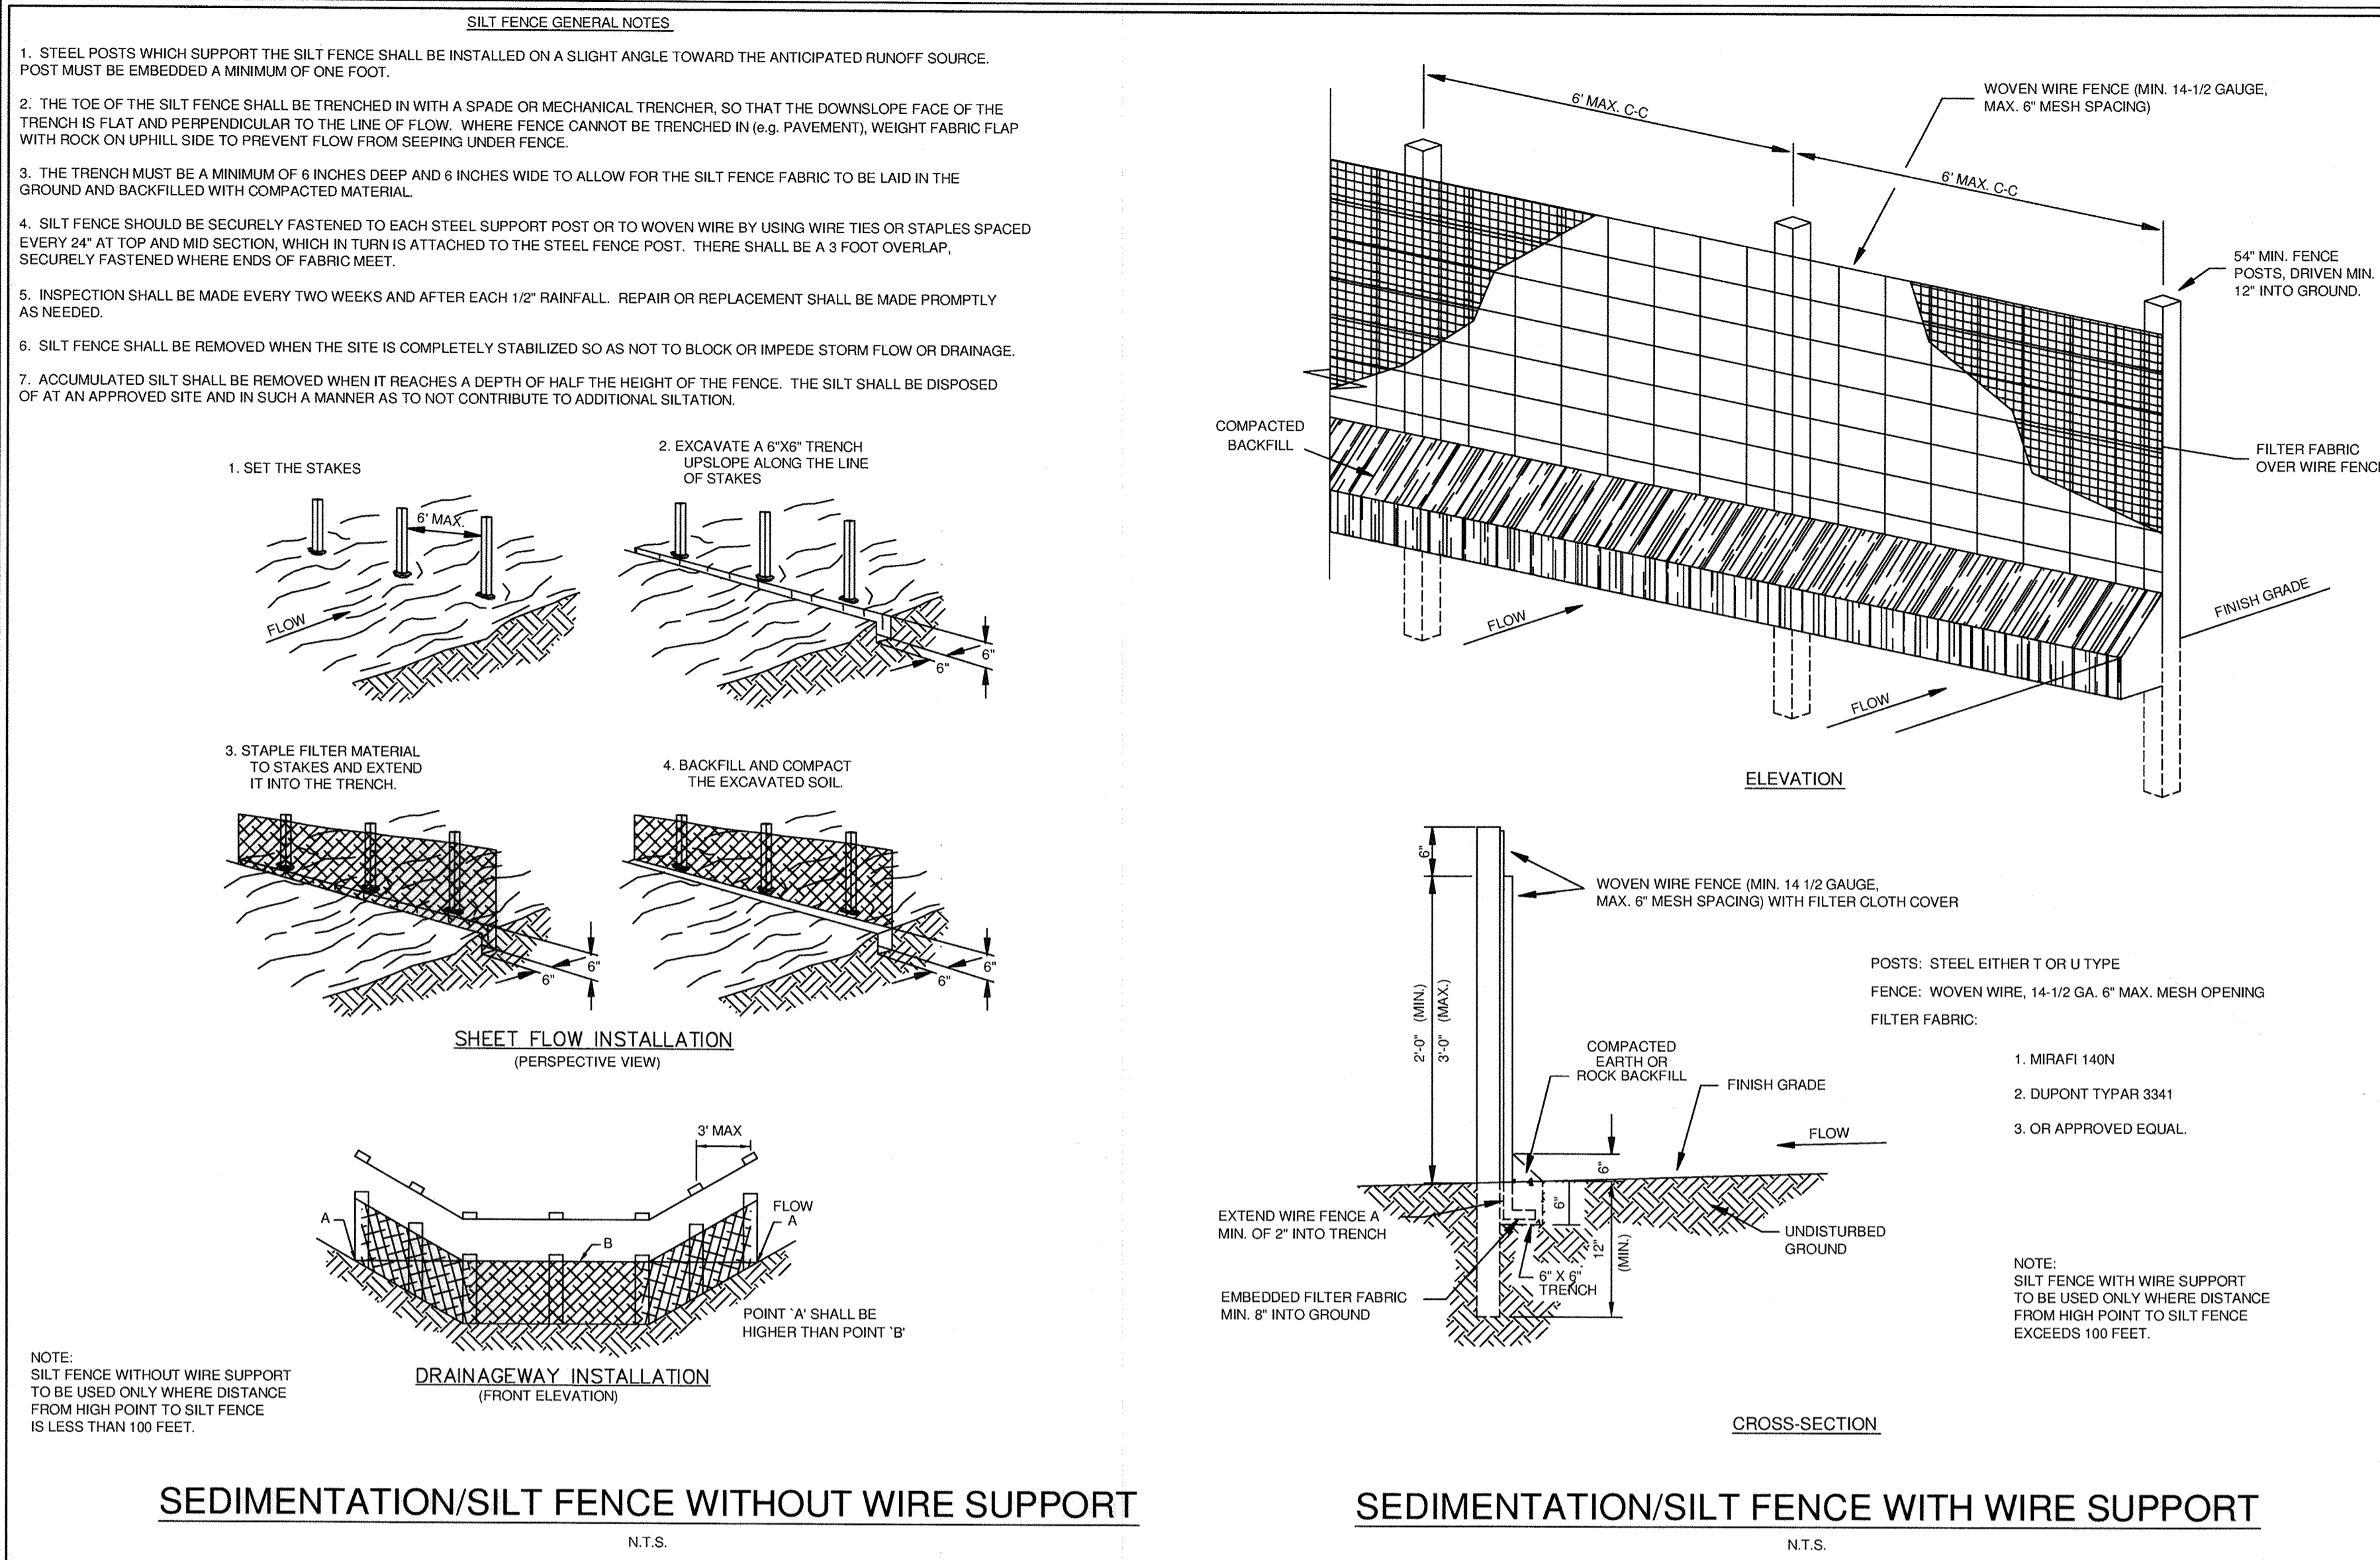 SILT FENCE GENERAL NOTES
1. STEEL POSTS WHICH SUPPORT THE SILT FENCE SHALL BE INSTALLED ON A SLIGHT ANGLE TOWARD THE ANTICIPATED RUNOFF SOURCE.
POST MUST BE EMBEDDED A MINIMUM OF ONE FOOT.
2. THE TOE OF THE SILT FENCE SHALL BE TRENCHED IN WITH A SPADE OR MECHANICAL TRENCHER, SO THAT THE DOWNSLOPE FACE OF THE
TRENCH IS FLAT AND PERPENDICULAR TO THE LINE OF FLOW. WHERE FENCE CANNOT BE TRENCHED IN (e.g. PAVEMENT), WEIGHT FABRIC FLAP
WITH ROCK ON UPHILL SIDE TO PREVENT FLOW FROM SEEPING UNDER FENCE.
3. THE TRENCH MUST BE A MINIMUM OF 6 INCHES DEEP AND 6 INCHES WIDE TO ALLOW FOR THE SILT FENCE FABRIC TO BE LAID IN THE
GROUND AND BACKFILLED WITH COMPACTED MATERIAL.
4. SILT FENCE SHOULD BE SECURELY FASTENED TO EACH STEEL SUPPORT POST OR TO WOVEN WIRE BY USING WIRE TIES OR STAPLES SPACED
EVERY 24" AT TOP AND MID SECTION, WHICH IN TURN IS ATTACHED TO THE STEEL FENCE POST. THERE SHALL BE A 3 FOOT OVERLAP,
SECURELY FASTENED WHERE ENDS OF FABRIC MEET.
5. INSPECTION SHALL BE MADE EVERY TWO WEEKS AND AFTER EACH 1/2" RAINFALL. REPAIR OR REPLACEMENT SHALL BE MADE PROMPTLY
AS NEEDED.
6. SILT FENCE SHALL BE REMOVED WHEN THE SITE IS COMPLETELY STABILIZED SO AS NOT TO BLOCK OR IMPEDE STORM FLOW OR DRAINAGE.
7. ACCUMULATED SILT SHALL BE REMOVED WHEN IT REACHES A DEPTH OF HALF THE HEIGHT OF THE FENCE. THE SILT SHALL BE DISPOSED
OF AT AN APPROVED SITE AND IN SUCH A MANNER AS TO NOT CONTRIBUTE TO ADDITIONAL SILTATION.
1. SET THE STAKES
6' MAX.
FLOW
2. EXCAVATE A 6"X6" TRENCH
UPSLOPE ALONG THE LINE
OF STAKES
6"
6"
3. STAPLE FILTER MATERIAL
TO STAKES AND EXTEND
IT INTO THE TRENCH.
6"
6"
4. BACKFILL AND COMPACT
THE EXCAVATED SOIL.
6"
6"
SHEET FLOW INSTALLATION
(PERSPECTIVE VIEW)
3' MAX
FLOW
A
A
B
POINT `A' SHALL BE
HIGHER THAN POINT `B'
DRAINAGEWAY INSTALLATION
(FRONT ELEVATION)
NOTE:
SILT FENCE WITHOUT WIRE SUPPORT
TO BE USED ONLY WHERE DISTANCE
FROM HIGH POINT TO SILT FENCE
IS LESS THAN 100 FEET.
SEDIMENTATION/SILT FENCE WITHOUT WIRE SUPPORT
N.T.S.
6' MAX. C-C
6' MAX. C-C
WOVEN WIRE FENCE (MIN. 14-1/2 GAUGE,
MAX. 6" MESH SPACING)
54" MIN. FENCE
POSTS, DRIVEN MIN.
12" INTO GROUND.
COMPACTED
BACKFILL
FILTER FABRIC
OVER WIRE FENC
FINISH GRADE
FLOW
FLOW
ELEVATION
6"
WOVEN WIRE FENCE (MIN. 14 1/2 GAUGE,
MAX. 6" MESH SPACING) WITH FILTER CLOTH COVER
2'-0" (MIN.)
3'-0" (MAX.)
COMPACTED
EARTH OR
ROCK BACKFILL
FINISH GRADE
FLOW
6"
6"
12"
(MIN.)
EXTEND WIRE FENCE A
MIN. OF 2" INTO TRENCH
UNDISTURBED
GROUND
6" X 6"
TRENCH
EMBEDDED FILTER FABRIC
MIN. 8" INTO GROUND
POSTS: STEEL EITHER T OR U TYPE
FENCE: WOVEN WIRE, 14-1/2 GA. 6" MAX. MESH OPENING
FILTER FABRIC:
1. MIRAFI 140N
2. DUPONT TYPAR 3341
3. OR APPROVED EQUAL.
NOTE:
SILT FENCE WITH WIRE SUPPORT
TO BE USED ONLY WHERE DISTANCE
FROM HIGH POINT TO SILT FENCE
EXCEEDS 100 FEET.
CROSS-SECTION
SEDIMENTATION/SILT FENCE WITH WIRE SUPPORT
N.T.S.